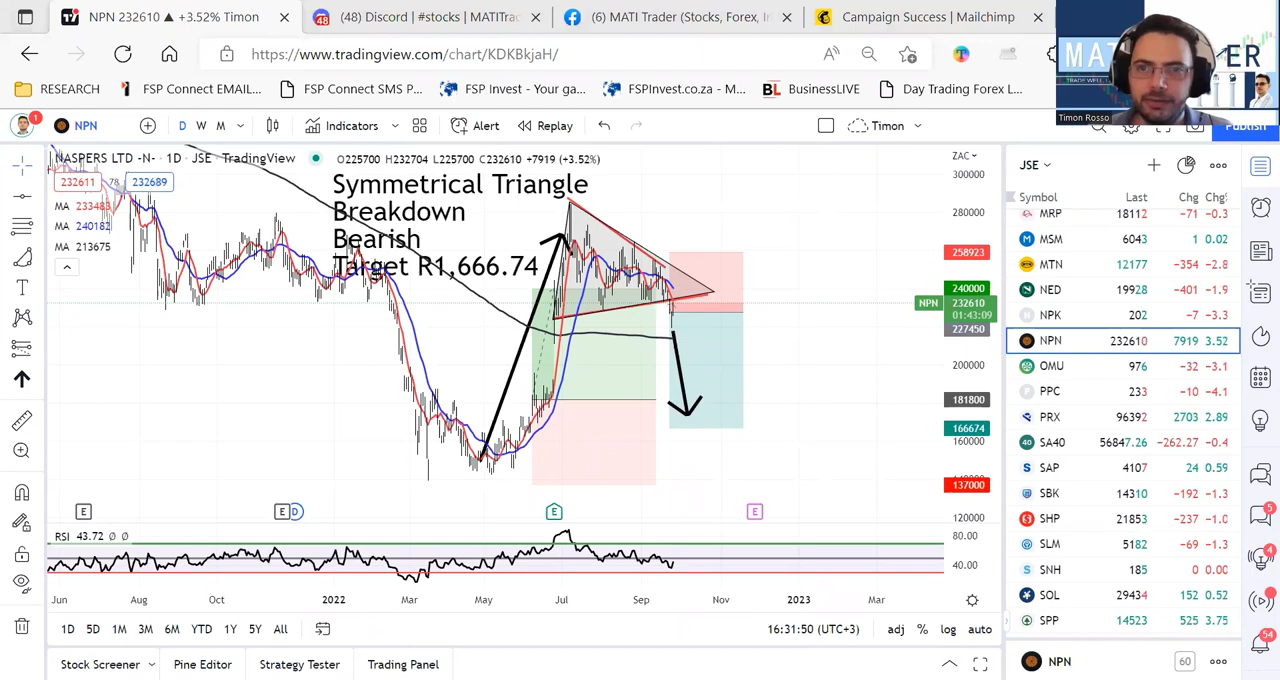 NPN 232610 ▲ +3.52% Timon
(48) Discord | #stocks | MATITrac
(6) MATI Trader (Stocks, Forex, In
Campaign Success | Mailchimp
https://www.tradingview.com/chart/KDKBkjaH/
RESEARCH
FSP Connect EMAIL...
FSP Connect SMS P...
FSP Invest - Your ga...
FSPInvest.co.za - M...
BL BusinessLIVE
Day Trading Forex L...
MA
ER
Timon Rosso
NPN
D W M
Indicators
Alert
Replay
Timon
Publish
NASPERS LTD -N- · 1D · JSE · TradingView
O225700 H232704 L225700 C232610 +7919 (+3.52%)
232611 78 232689
MA 233483
MA 240182
MA 213675
Symmetrical Triangle
Breakdown
Bearish
Target R1,666.74
ZAC
300000
280000
258923
240000
NPN 232610
01:43:09
227450
200000
181800
166674
160000
137000
120000
E
E D
E
E
RSI 43.72 ∅ ∅
80.00
40.00
Jun Aug Oct 2022 Mar May Jul Sep Nov 2023 Mar
1D 5D 1M 3M 6M YTD 1Y 5Y All
16:31:50 (UTC+3)
adj % log auto
Stock Screener
Pine Editor
Strategy Tester
Trading Panel
JSE
Symbol Last Chg Chg%
MRP 18112 -71 -0.3
MSM 6043 1 0.02
MTN 12177 -354 -2.8
NED 19928 -401 -1.9
NPK 202 -7 -3.3
NPN 232610 7919 3.52
OMU 976 -32 -3.1
PPC 233 -10 -4.1
PRX 96392 2703 2.89
SA40 56847.26 -262.27 -0.4
SAP 4107 24 0.59
SBK 14310 -192 -1.3
SHP 21853 -237 -1.0
SLM 5182 -69 -1.3
SNH 185 0 0.00
SOL 29434 152 0.52
SPP 14523 525 3.75
NPN
60